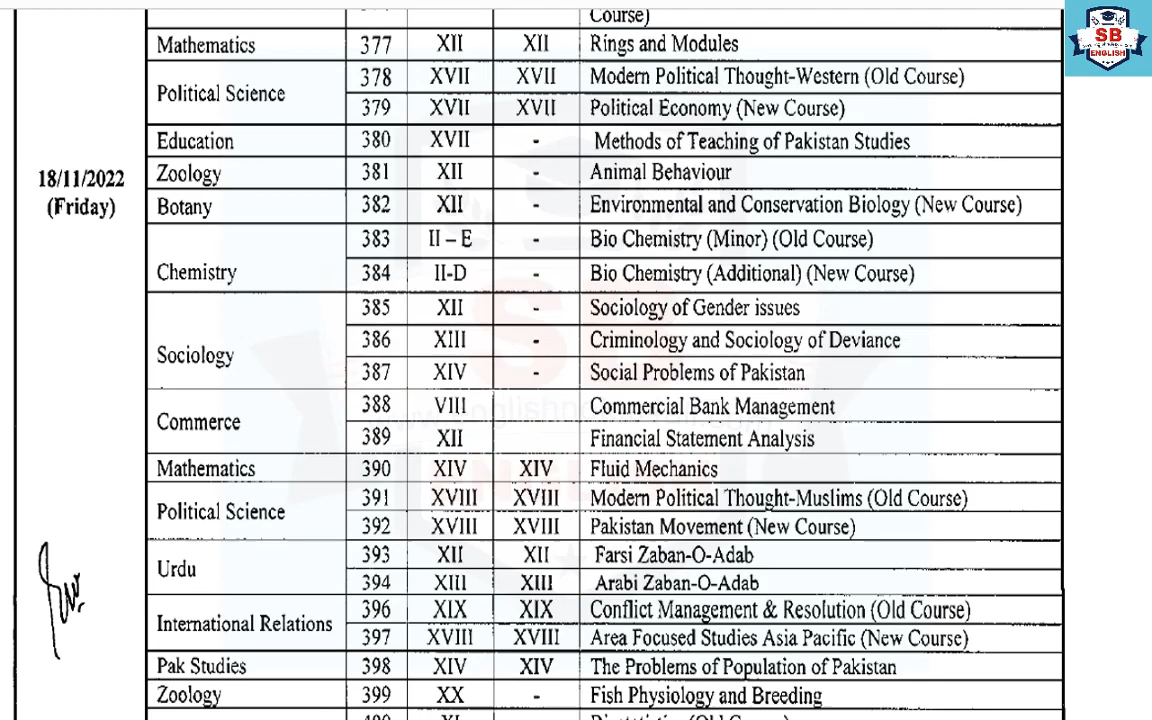 Course)
Mathematics 377 XII XII Rings and Modules
Political Science 378 XVII XVII Modern Political Thought-Western (Old Course)
379 XVII XVII Political Economy (New Course)
Education 380 XVII - Methods of Teaching of Pakistan Studies
18/11/2022
(Friday)
Zoology 381 XII - Animal Behaviour
Botany 382 XII - Environmental and Conservation Biology (New Course)
Chemistry 383 II – E - Bio Chemistry (Minor) (Old Course)
384 II-D - Bio Chemistry (Additional) (New Course)
Sociology 385 XII - Sociology of Gender issues
386 XIII - Criminology and Sociology of Deviance
387 XIV - Social Problems of Pakistan
Commerce 388 VIII Commercial Bank Management
389 XII Financial Statement Analysis
Mathematics 390 XIV XIV Fluid Mechanics
Political Science 391 XVIII XVIII Modern Political Thought-Muslims (Old Course)
392 XVIII XVIII Pakistan Movement (New Course)
Urdu 393 XII XII Farsi Zaban-O-Adab
394 XIII XIII Arabi Zaban-O-Adab
International Relations 396 XIX XIX Conflict Management & Resolution (Old Course)
397 XVIII XVIII Area Focused Studies Asia Pacific (New Course)
Pak Studies 398 XIV XIV The Problems of Population of Pakistan
Zoology 399 XX - Fish Physiology and Breeding
SB
ENGLISH